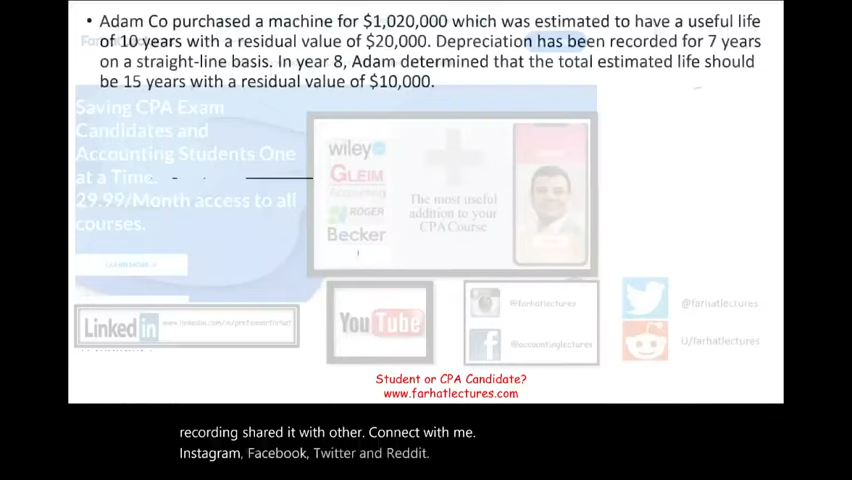 • Adam Co purchased a machine for $1,020,000 which was estimated to have a useful life
of 10 years with a residual value of $20,000. Depreciation has been recorded for 7 years
on a straight-line basis. In year 8, Adam determined that the total estimated life should
be 15 years with a residual value of $10,000.
Saving CPA Exam
Candidates and
Accounting Students One
at a Time.
29.99/Month access to all
courses.
wiley
GLEIM
Accounting
ROGER
Becker
The most useful
addition to your
CPA Course
Linked in
YouTube
@farhatlectures
@accountinglectures
@farhatlectures
U/farhatlectures
Student or CPA Candidate?
www.farhatlectures.com
recording shared it with other. Connect with me.
Instagram, Facebook, Twitter and Reddit.